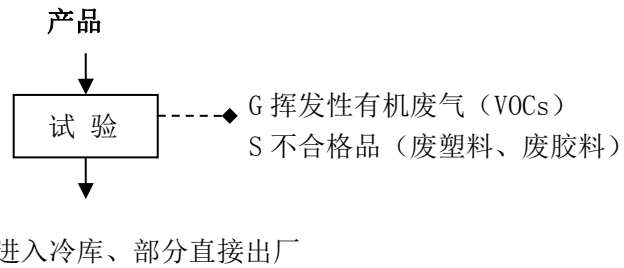 产品
试 验
G 挥发性有机废气（VOCs）
S 不合格品（废塑料、废胶料）
进入冷库、部分直接出厂